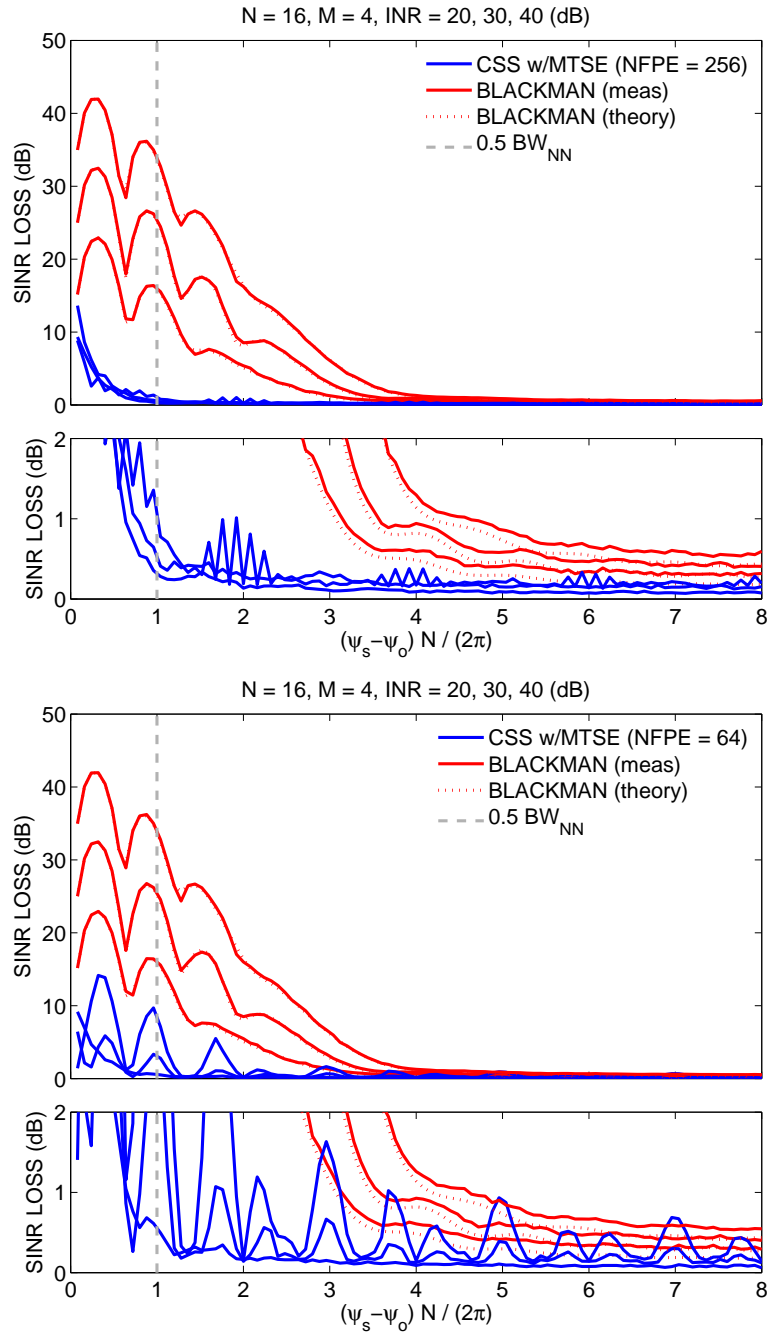 N = 16, M = 4, INR = 20, 30, 40 (dB)
50
40
30
20
10
0
SINR LOSS (dB)
CSS w/MTSE (NFPE = 256)
BLACKMAN (meas)
BLACKMAN (theory)
0.5 BW_NN
2
1
0
SINR LOSS (dB)
0 1 2 3 4 5 6 7 8
(ψ_s−ψ_o) N / (2π)
N = 16, M = 4, INR = 20, 30, 40 (dB)
50
40
30
20
10
0
SINR LOSS (dB)
CSS w/MTSE (NFPE = 64)
BLACKMAN (meas)
BLACKMAN (theory)
0.5 BW_NN
2
1
0
SINR LOSS (dB)
0 1 2 3 4 5 6 7 8
(ψ_s−ψ_o) N / (2π)